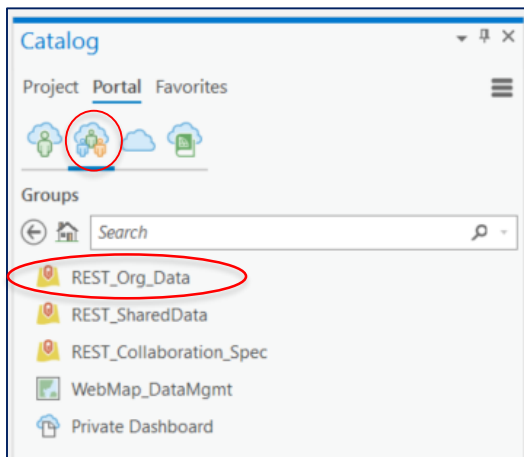 Catalog
Project Portal Favorites
Groups
Search
REST_Org_Data
REST_SharedData
REST_Collaboration_Spec
WebMap_DataMgmt
Private Dashboard